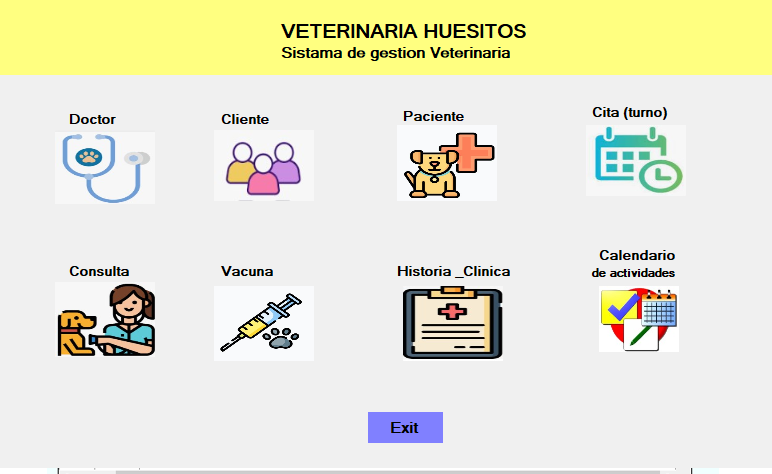 VETERINARIA HUESITOS
Sistama de gestion Veterinaria
Doctor
Cliente
Paciente
Cita (turno)
Consulta
Vacuna
Historia _Clinica
Calendario
de actividades
Exit